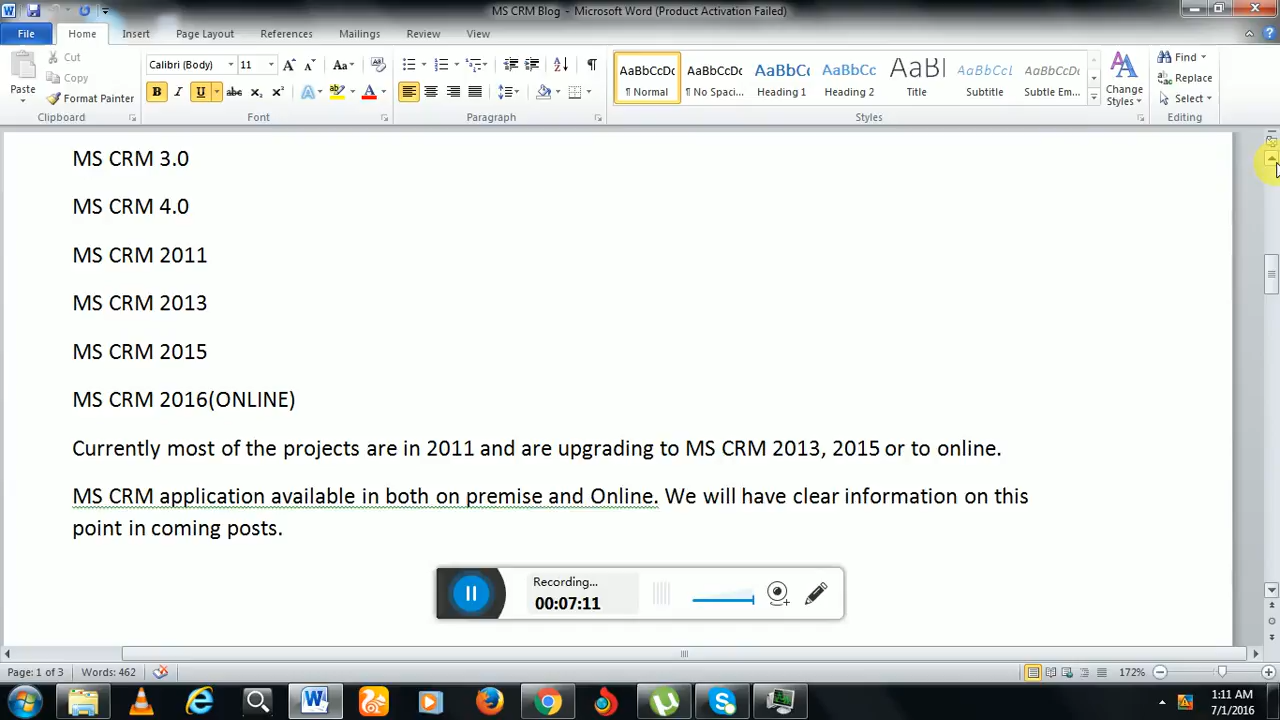 MS CRM Blog - Microsoft Word (Product Activation Failed)
File Home Insert Page Layout References Mailings Review View
Cut
Copy
Format Painter
Paste
Clipboard
Calibri (Body) 11
Font
Paragraph
AaBbCcDc AaBbCcDc AaBbCc AaBbCc AaBl AaBbCcL AaBbCcDc
¶ Normal ¶ No Spaci... Heading 1 Heading 2 Title Subtitle Subtle Em...
Change
Styles
Styles
Find
Replace
Select
Editing
MS CRM 3.0
MS CRM 4.0
MS CRM 2011
MS CRM 2013
MS CRM 2015
MS CRM 2016(ONLINE)
Currently most of the projects are in 2011 and are upgrading to MS CRM 2013, 2015 or to online.
MS CRM application available in both on premise and Online. We will have clear information on this
point in coming posts.
Recording...
00:07:11
Page: 1 of 3 Words: 462 172%
1:11 AM
7/1/2016